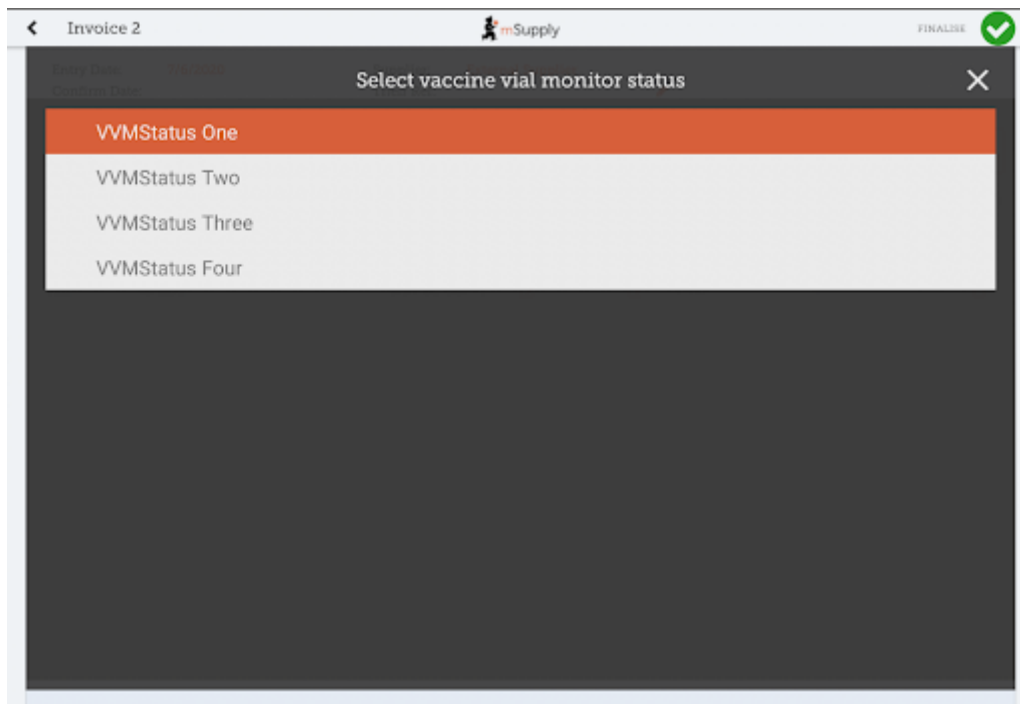 Invoice 2
mSupply
FINALISE
Select vaccine vial monitor status
VVMStatus One
VVMStatus Two
VVMStatus Three
VVMStatus Four